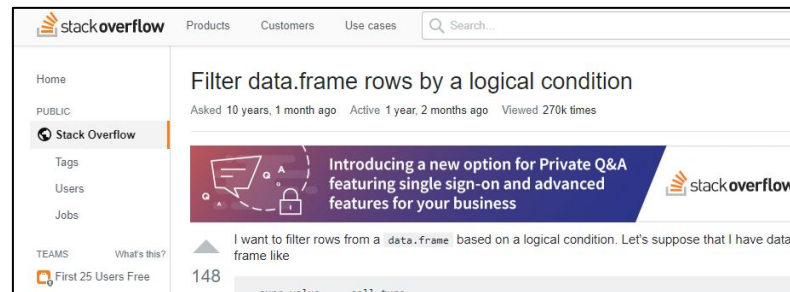 stackoverflow
Products Customers Use cases Search...
Home
PUBLIC
Stack Overflow
Tags
Users
Jobs
TEAMS What's this?
First 25 Users Free
Filter data.frame rows by a logical condition
Asked 10 years, 1 month ago Active 1 year, 2 months ago Viewed 270k times
Q A
Q A
Introducing a new option for Private Q&A
featuring single sign-on and advanced
features for your business
stackoverflow
148
I want to filter rows from a data.frame based on a logical condition. Let's suppose that I have data
frame like